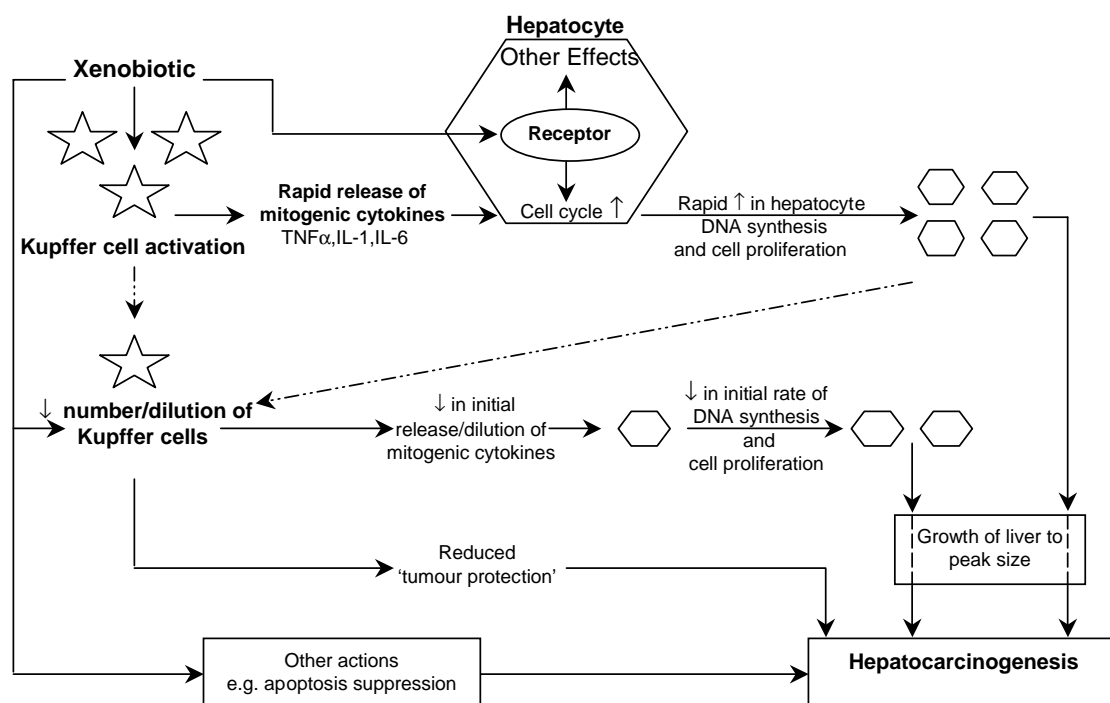 Hepatocyte
Other Effects
Xenobiotic
Receptor
Rapid release of
mitogenic cytokines
TNFα,IL-1,IL-6
Cell cycle ↑
Rapid ↑ in hepatocyte
DNA synthesis
and cell proliferation
Kupffer cell activation
↓ number/dilution of
Kupffer cells
↓ in initial
release/dilution of
mitogenic cytokines
↓ in initial rate of
DNA synthesis
and
cell proliferation
Growth of liver to
peak size
Reduced
‘tumour protection’
Other actions
e.g. apoptosis suppression
Hepatocarcinogenesis